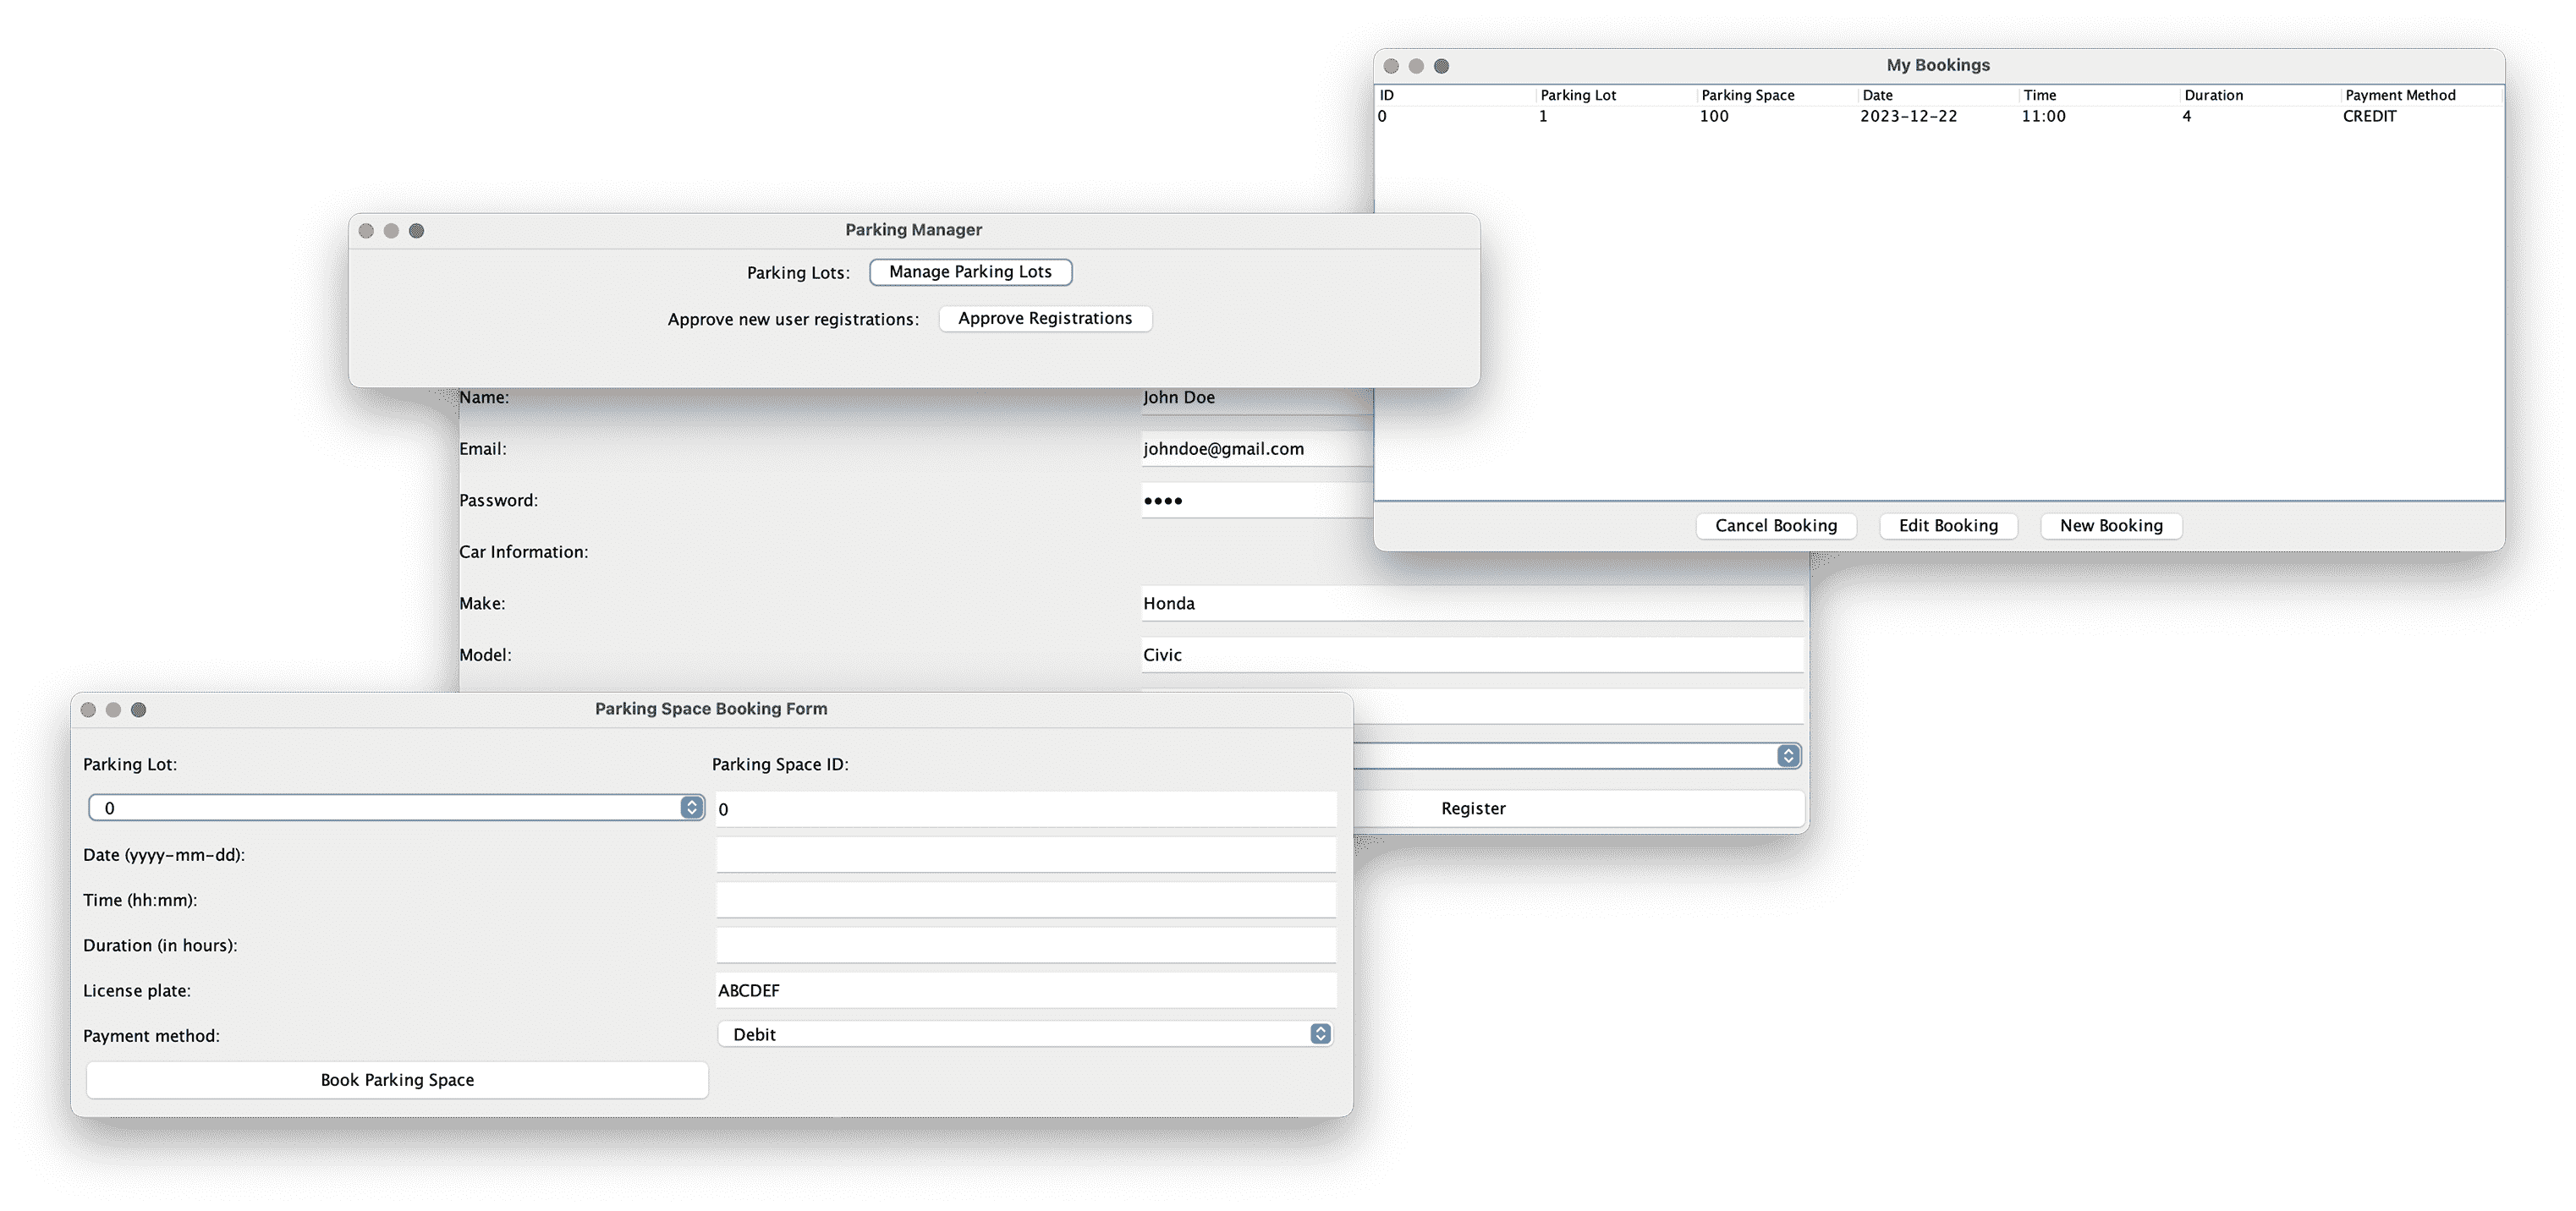 My Bookings
ID Parking Lot Parking Space Date Time Duration Payment Method
0 1 100 2023-12-22 11:00 4 CREDIT
Cancel Booking Edit Booking New Booking
Parking Manager
Parking Lots: Manage Parking Lots
Approve new user registrations: Approve Registrations
Name: John Doe
Email: johndoe@gmail.com
Password: ••••
Car Information:
Make: Honda
Model: Civic
Register
Parking Space Booking Form
Parking Lot: Parking Space ID:
0 0
Date (yyyy-mm-dd):
Time (hh:mm):
Duration (in hours):
License plate: ABCDEF
Payment method: Debit
Book Parking Space